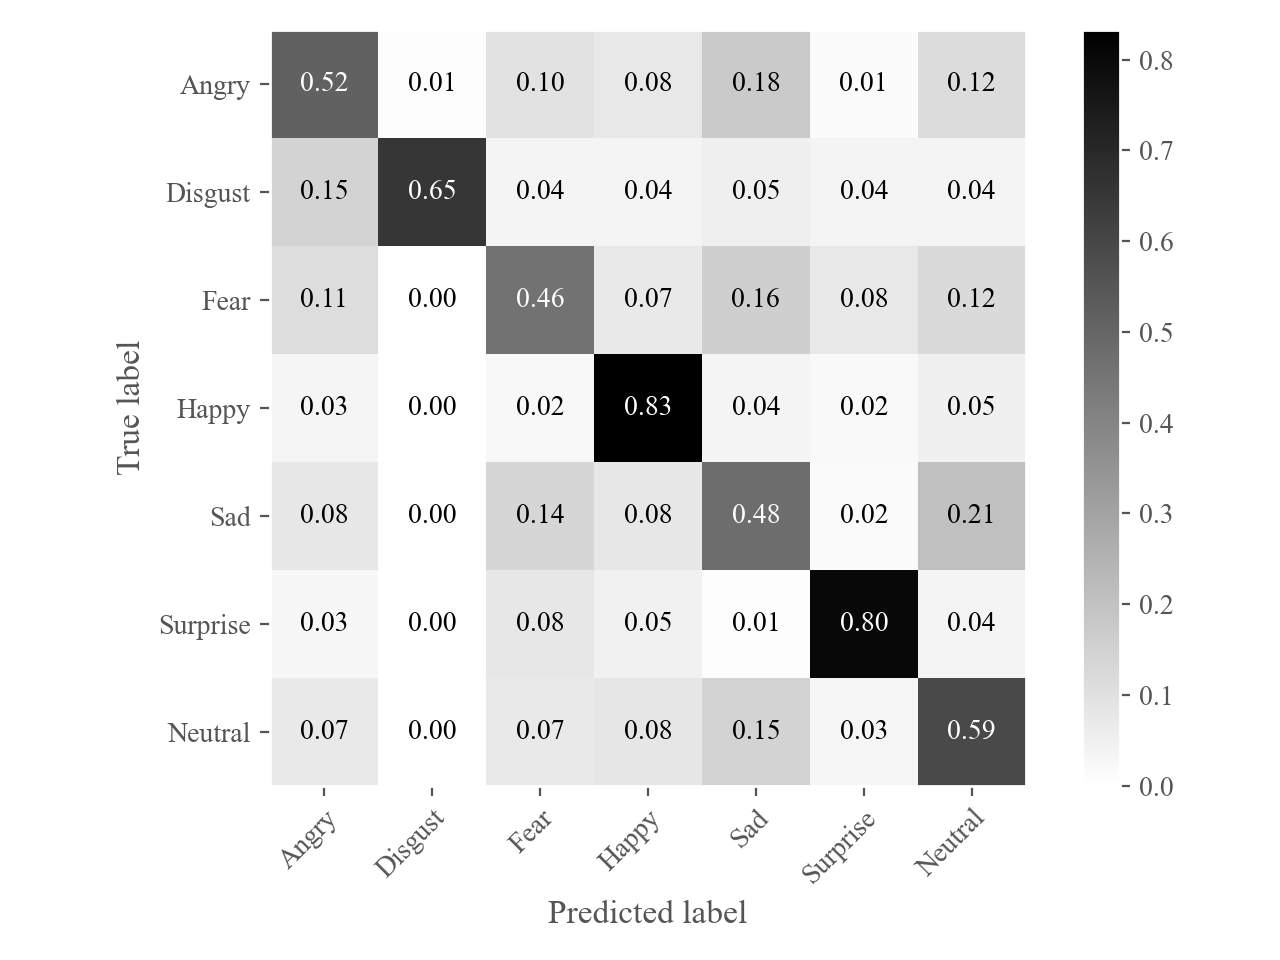 Angry 0.52 0.01 0.10 0.08 0.18 0.01 0.12
Disgust 0.15 0.65 0.04 0.04 0.05 0.04 0.04
Fear 0.11 0.00 0.46 0.07 0.16 0.08 0.12
Happy 0.03 0.00 0.02 0.83 0.04 0.02 0.05
Sad 0.08 0.00 0.14 0.08 0.48 0.02 0.21
Surprise 0.03 0.00 0.08 0.05 0.01 0.80 0.04
Neutral 0.07 0.00 0.07 0.08 0.15 0.03 0.59
True label
Angry Disgust Fear Happy Sad Surprise Neutral
Predicted label
0.8
0.7
0.6
0.5
0.4
0.3
0.2
0.1
0.0